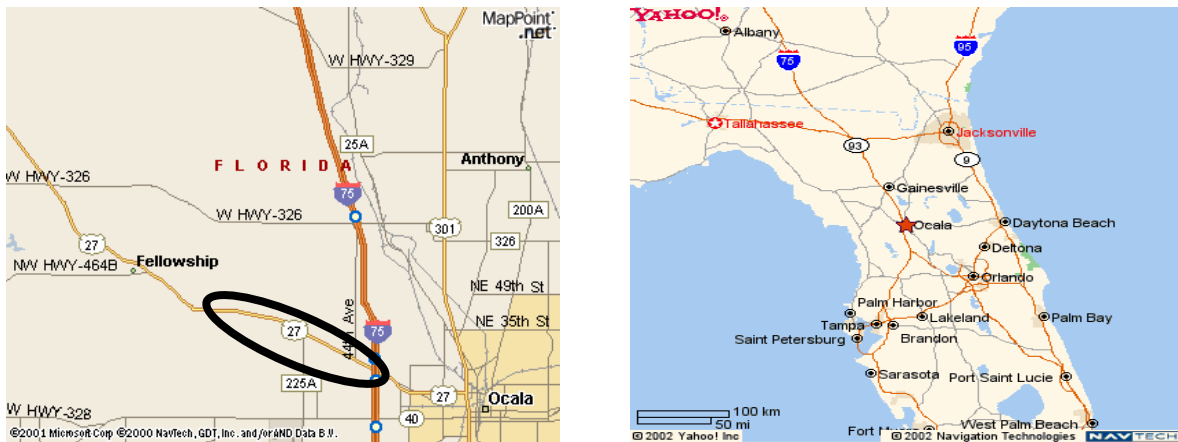 MapPoint
.net
W HWY-329
25A
FLORIDA
Anthony
W HWY-326
75
200A
W HWY-326
301
326
27
NW HWY-464B
Fellowship
NE 49th St
44th Ave
27
75
NE 35th St
225A
27
Ocala
40
W HWY-328
©2001 Microsoft Corp ©2000 NavTech, GDT, Inc. and/or AND Data B.V.
YAHOO!®
Albany
75
95
Tallahassee
Jacksonville
93
9
Gainesville
Ocala
Daytona Beach
Deltona
Orlando
Palm Harbor
Lakeland
Palm Bay
Tampa
Brandon
Saint Petersburg
Sarasota
Port Saint Lucie
100 km
50 mi
Fort
West Palm Beach
© 2002 Yahoo! Inc
© 2002 Navigation Technologies
NAVTECH